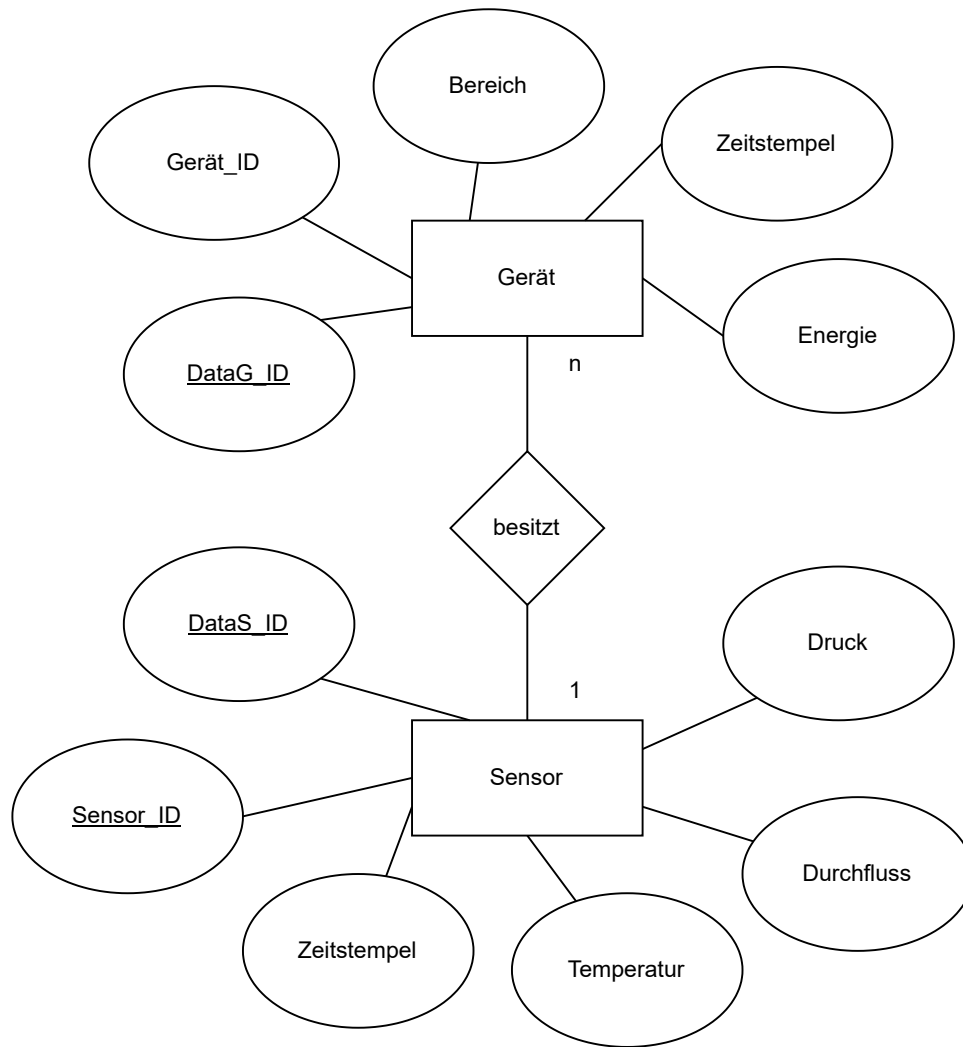 Bereich
Zeitstempel
Gerät_ID
Gerät
Energie
DataG_ID
n
besitzt
DataS_ID
Druck
1
Sensor
Sensor_ID
Durchfluss
Zeitstempel
Temperatur